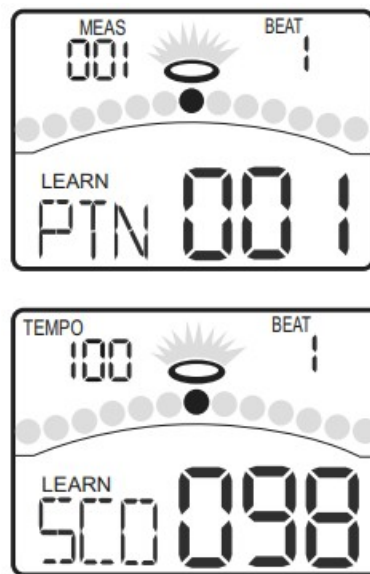 MEAS BEAT
001 1
LEARN
PTN 001
TEMPO BEAT
100 1
LEARN
SCO 098